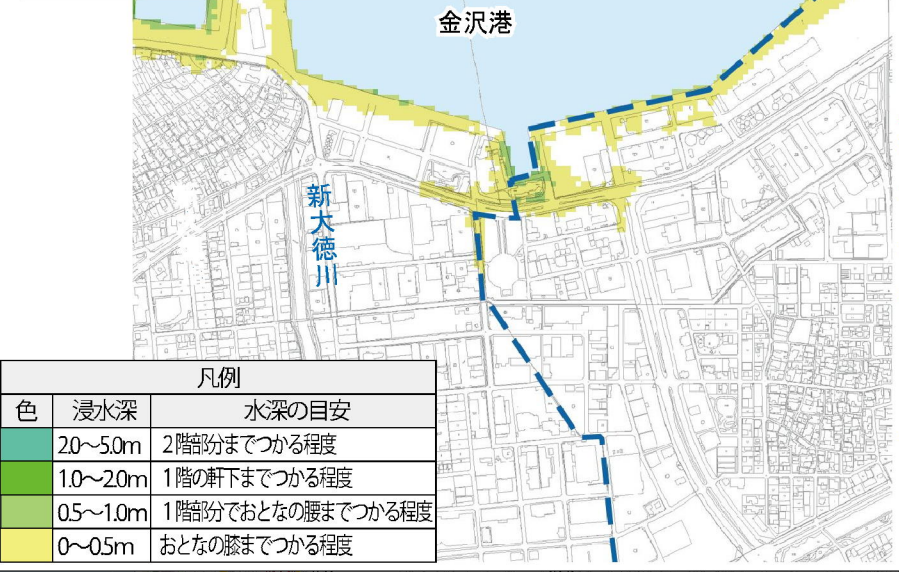 金沢港
新大徳川
凡例
色 浸水深 水深の目安
2.0～5.0m 2階部分までつかる程度
1.0～2.0m 1階の軒下までつかる程度
0.5～1.0m 1階部分でおとなの腰までつかる程度
0～0.5m おとなの膝までつかる程度